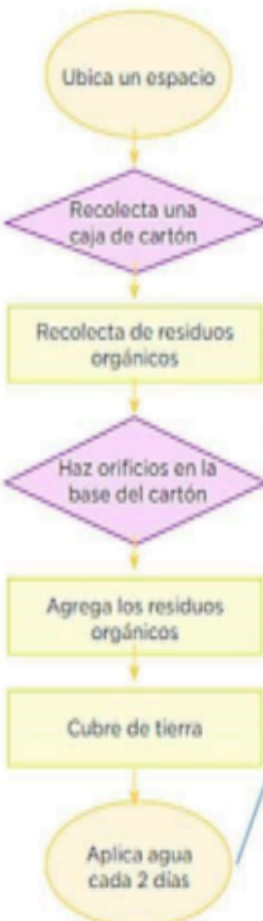 Ubica un espacio
Recolecta una
caja de cartón
Recolecta de residuos
orgánicos
Haz orificios en la
base del cartón
Agrega los residuos
orgánicos
Cubre de tierra
Aplica agua
cada 2 días